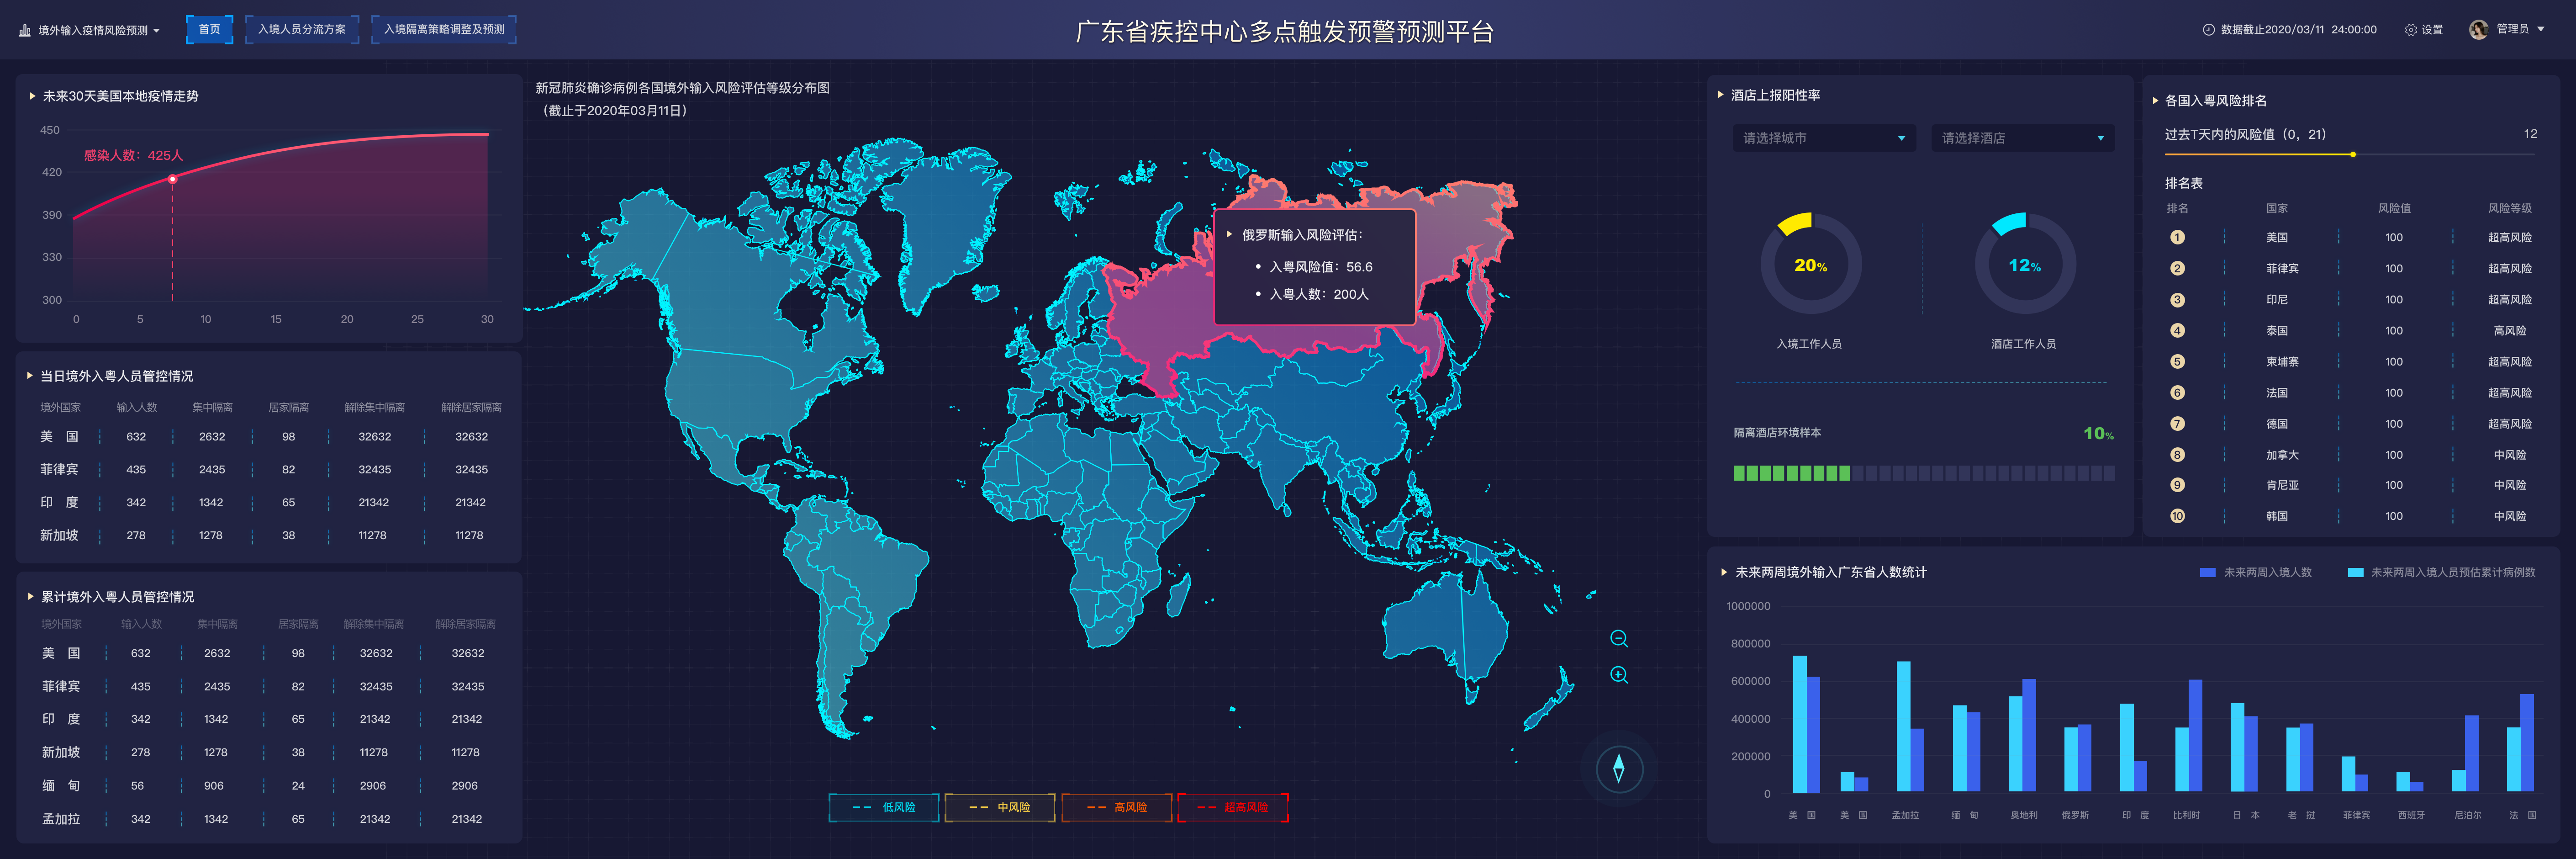 境外输入疫情风险预测 首页 入境人员分流方案 入境隔离策略调整及预测 广东省疾控中心多点触发预警预测平台 数据截止2020/03/11 24:00:00 设置 管理员
未来30天美国本地疫情走势
450
420
390
330
300
感染人数：425人
0 5 10 15 20 25 30
当日境外入粤人员管控情况
境外国家 输入人数 集中隔离 居家隔离 解除集中隔离 解除居家隔离
美 国 632 2632 98 32632 32632
菲律宾 435 2435 82 32435 32435
印 度 342 1342 65 21342 21342
新加坡 278 1278 38 11278 11278
累计境外入粤人员管控情况
境外国家 输入人数 集中隔离 居家隔离 解除集中隔离 解除居家隔离
美 国 632 2632 98 32632 32632
菲律宾 435 2435 82 32435 32435
印 度 342 1342 65 21342 21342
新加坡 278 1278 38 11278 11278
缅 甸 56 906 24 2906 2906
孟加拉 342 1342 65 21342 21342
新冠肺炎确诊病例各国境外输入风险评估等级分布图
（截止于2020年03月11日）
俄罗斯输入风险评估：
入粤风险值：56.6
入粤人数：200人
低风险 中风险 高风险 超高风险
酒店上报阳性率
请选择城市 请选择酒店
20% 12%
入境工作人员 酒店工作人员
隔离酒店环境样本 10%
各国入粤风险排名
过去T天内的风险值（0，21） 12
排名表
排名 国家 风险值 风险等级
1 美国 100 超高风险
2 菲律宾 100 超高风险
3 印尼 100 超高风险
4 泰国 100 高风险
5 柬埔寨 100 超高风险
6 法国 100 超高风险
7 德国 100 超高风险
8 加拿大 100 中风险
9 肯尼亚 100 中风险
10 韩国 100 中风险
未来两周境外输入广东省人数统计 未来两周入境人数 未来两周入境人员预估累计病例数
1000000
800000
600000
400000
200000
0
美 国 美 国 孟加拉 缅 甸 奥地利 俄罗斯 印 度 比利时 日 本 老 挝 菲律宾 西班牙 尼泊尔 法 国